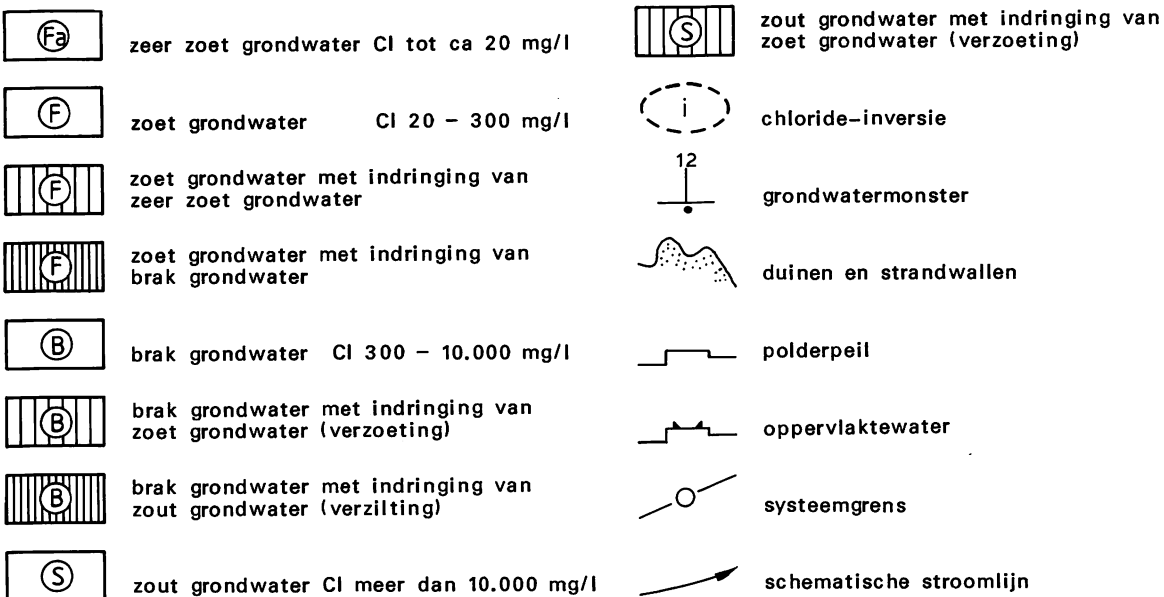 Fa
zeer zoet grondwater Cl tot ca 20 mg/l
F
zoet grondwater Cl 20 – 300 mg/l
F
zoet grondwater met indringing van
zeer zoet grondwater
F
zoet grondwater met indringing van
brak grondwater
B
brak grondwater Cl 300 – 10.000 mg/l
B
brak grondwater met indringing van
zoet grondwater (verzoeting)
B
brak grondwater met indringing van
zout grondwater (verzilting)
S
zout grondwater Cl meer dan 10.000 mg/l
S
zout grondwater met indringing van
zoet grondwater (verzoeting)
i
chloride-inversie
12
grondwatermonster
duinen en strandwallen
polderpeil
oppervlaktewater
systeemgrens
schematische stroomlijn